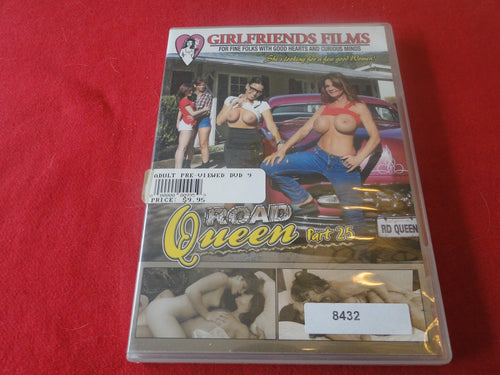 GIRLFRIENDS FILMS
FOR FINE FOLKS WITH GOOD HEARTS AND CURIOUS MINDS
She's looking for a few good Women!
ADULT PRE-VIEWED DVD 9
PRICE: $9.95
ROAD
Queen Part 25
RD QUEEN
8432